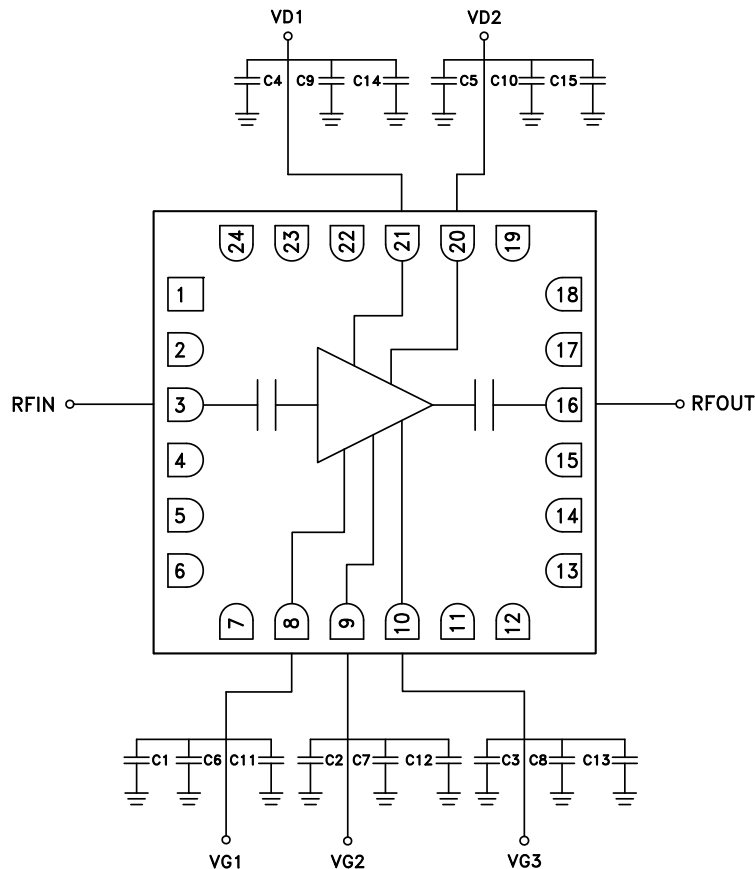 VD1 VD2
C4 C9 C14 C5 C10 C15
24 23 22 21 20 19
1 18
2 17
RFIN 3 16 RFOUT
4 15
5 14
6 13
7 8 9 10 11 12
C1 C6 C11 C2 C7 C12 C3 C8 C13
VG1 VG2 VG3